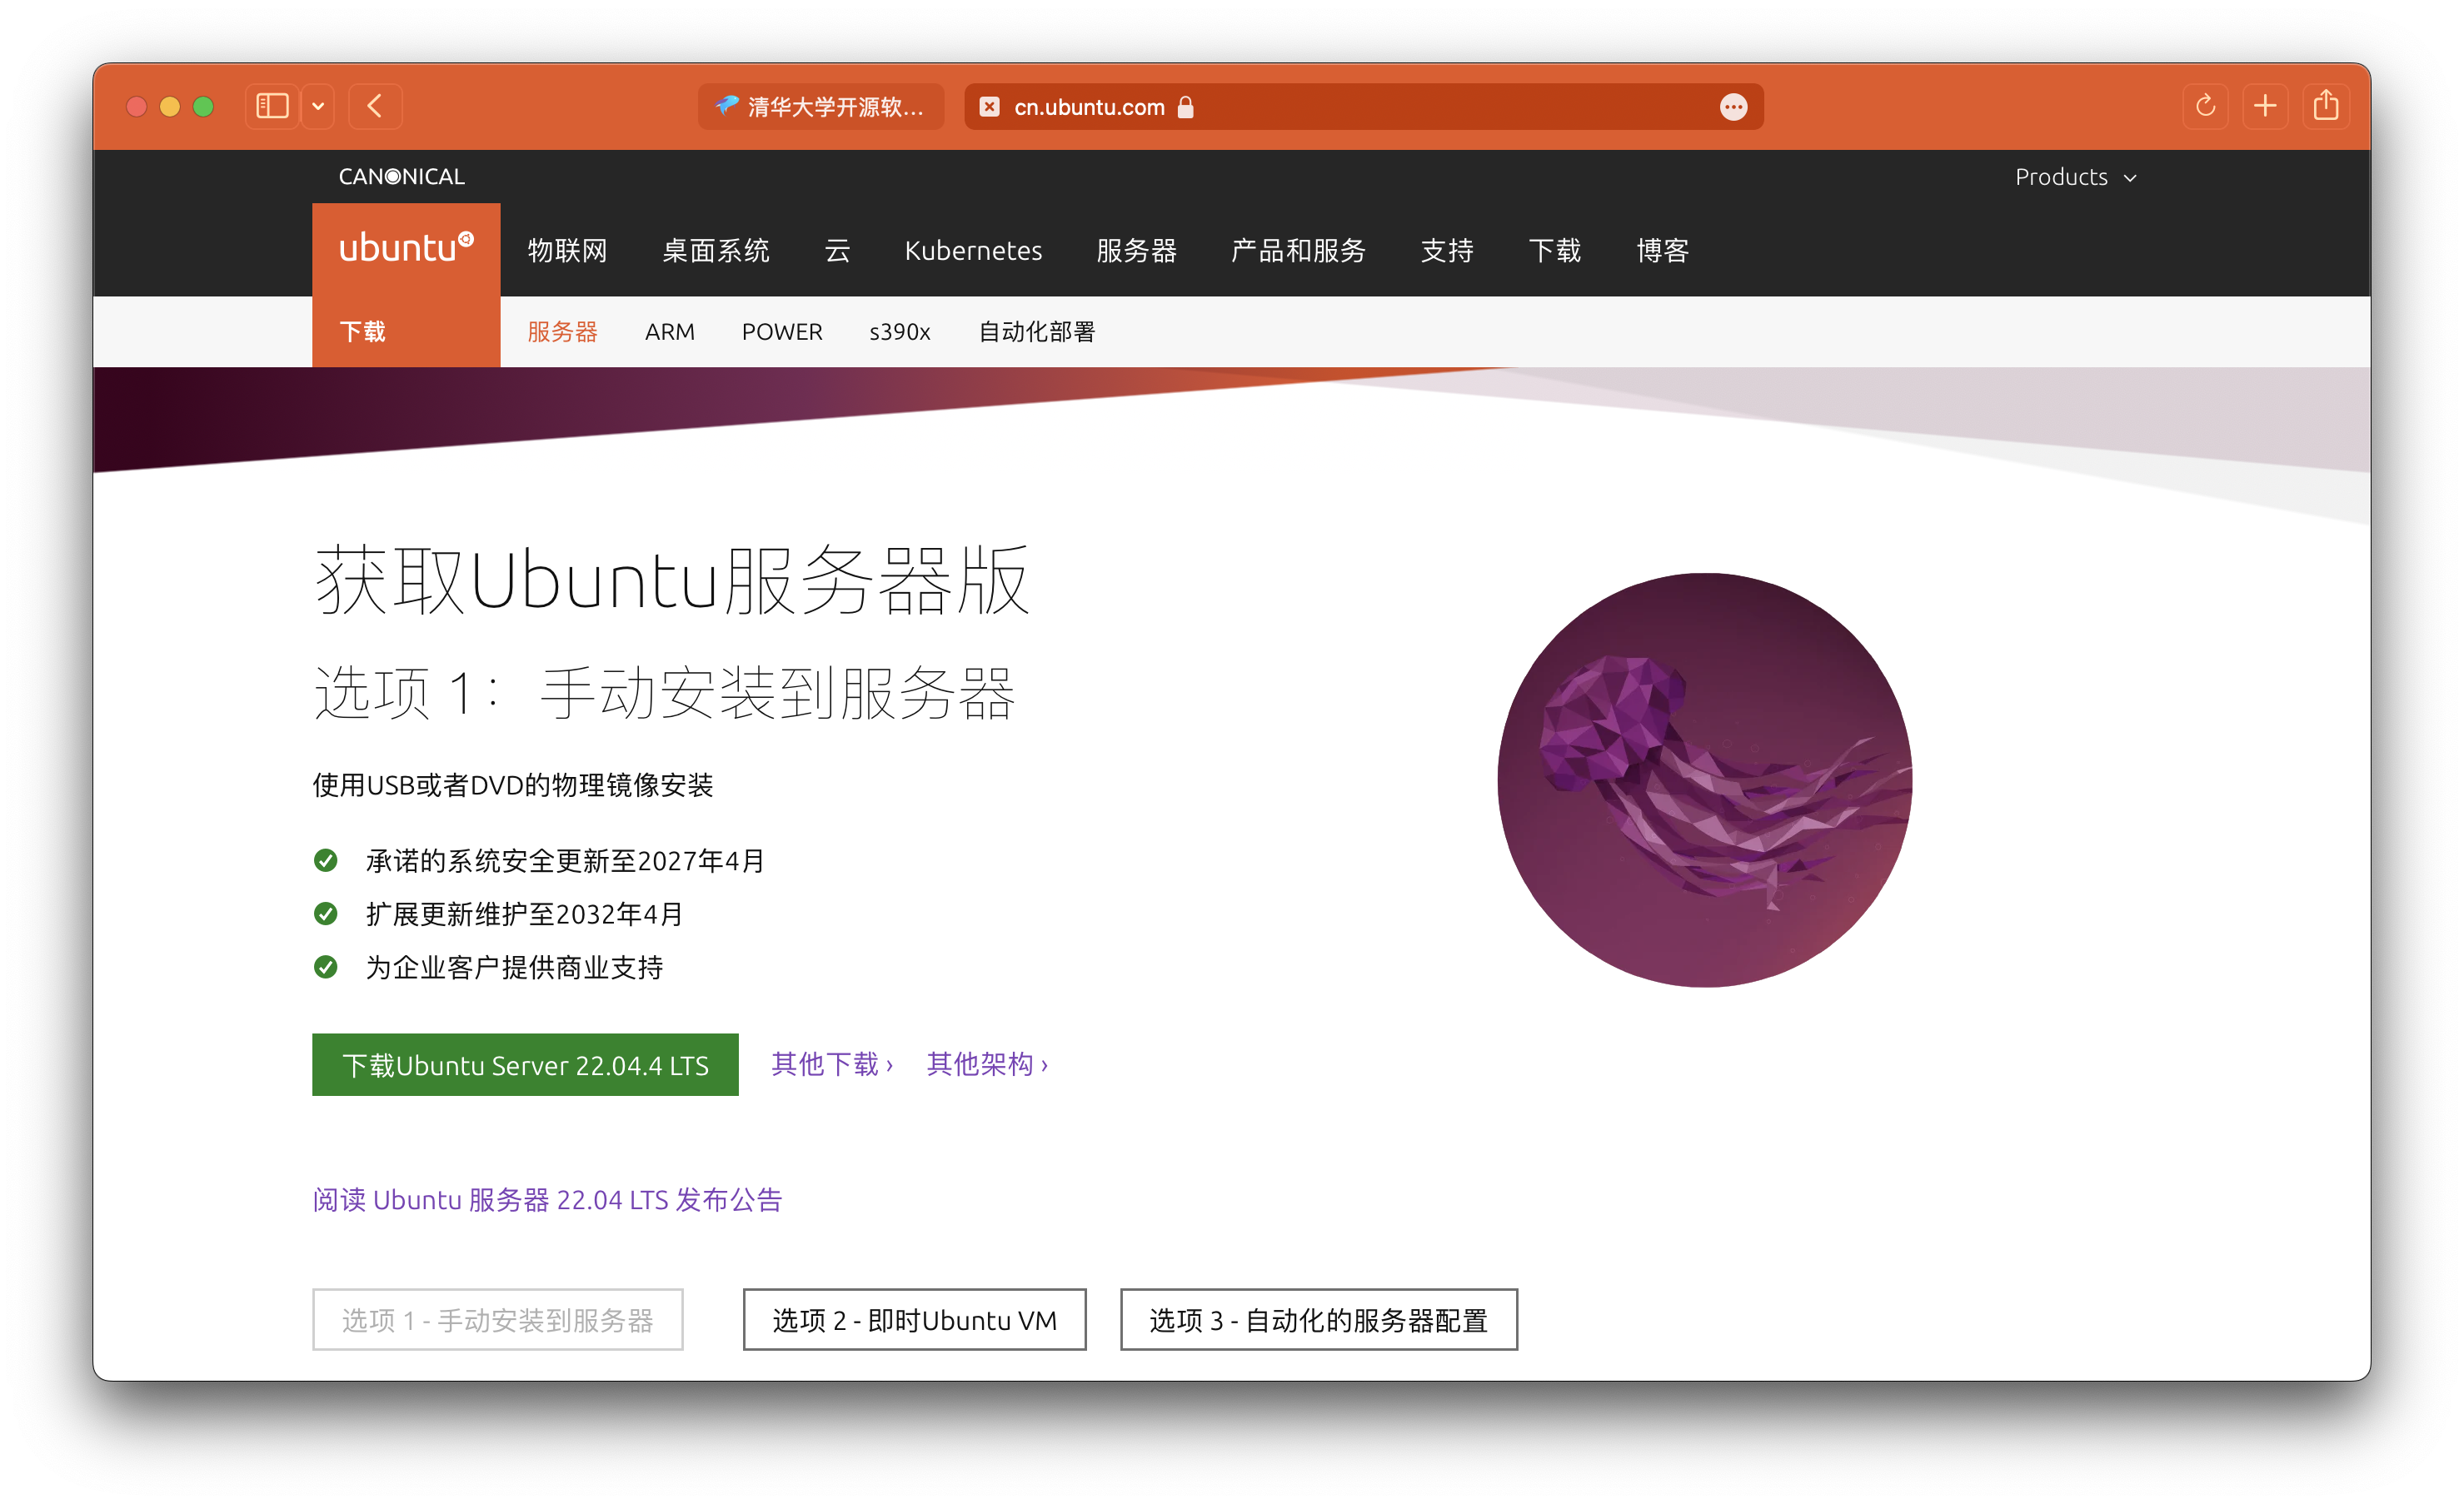 清华大学开源软...
cn.ubuntu.com
CANONICAL
Products
ubuntu
物联网 桌面系统 云 Kubernetes 服务器 产品和服务 支持 下载 博客
下载
服务器 ARM POWER s390x 自动化部署
获取Ubuntu服务器版
选项 1：手动安装到服务器
使用USB或者DVD的物理镜像安装
承诺的系统安全更新至2027年4月
扩展更新维护至2032年4月
为企业客户提供商业支持
下载Ubuntu Server 22.04.4 LTS 其他下载 › 其他架构 ›
阅读 Ubuntu 服务器 22.04 LTS 发布公告
选项 1 - 手动安装到服务器 选项 2 - 即时Ubuntu VM 选项 3 - 自动化的服务器配置